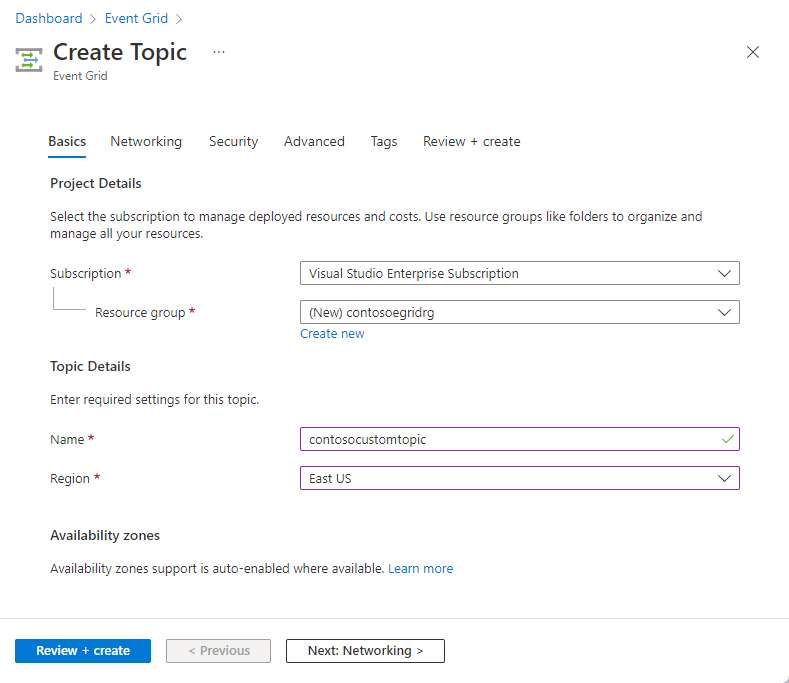 Dashboard > Event Grid >
Create Topic ...
Event Grid
Basics Networking Security Advanced Tags Review + create
Project Details
Select the subscription to manage deployed resources and costs. Use resource groups like folders to organize and
manage all your resources.
Subscription * Visual Studio Enterprise Subscription
Resource group * (New) contosoegridrg
Create new
Topic Details
Enter required settings for this topic.
Name * contosocustomtopic
Region * East US
Availability zones
Availability zones support is auto-enabled where available. Learn more
Review + create < Previous Next: Networking >